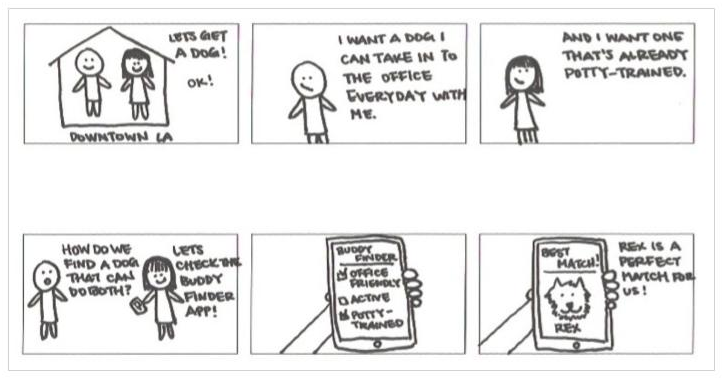 LETS GET
A DOG!
OK!
DOWNTOWN LA
I WANT A DOG I
CAN TAKE IN TO
THE OFFICE
EVERYDAY WITH
ME.
AND I WANT ONE
THAT'S ALREADY
POTTY-TRAINED.
HOW DO WE
FIND A DOG
THAT CAN
DO BOTH?
LETS
CHECK THE
BUDDY
FINDER
APP!
BUDDY
FINDER
OFFICE
FRIENDLY
ACTIVE
POTTY-
TRAINED
BEST
MATCH!
REX
REX IS A
PERFECT
MATCH FOR
US!